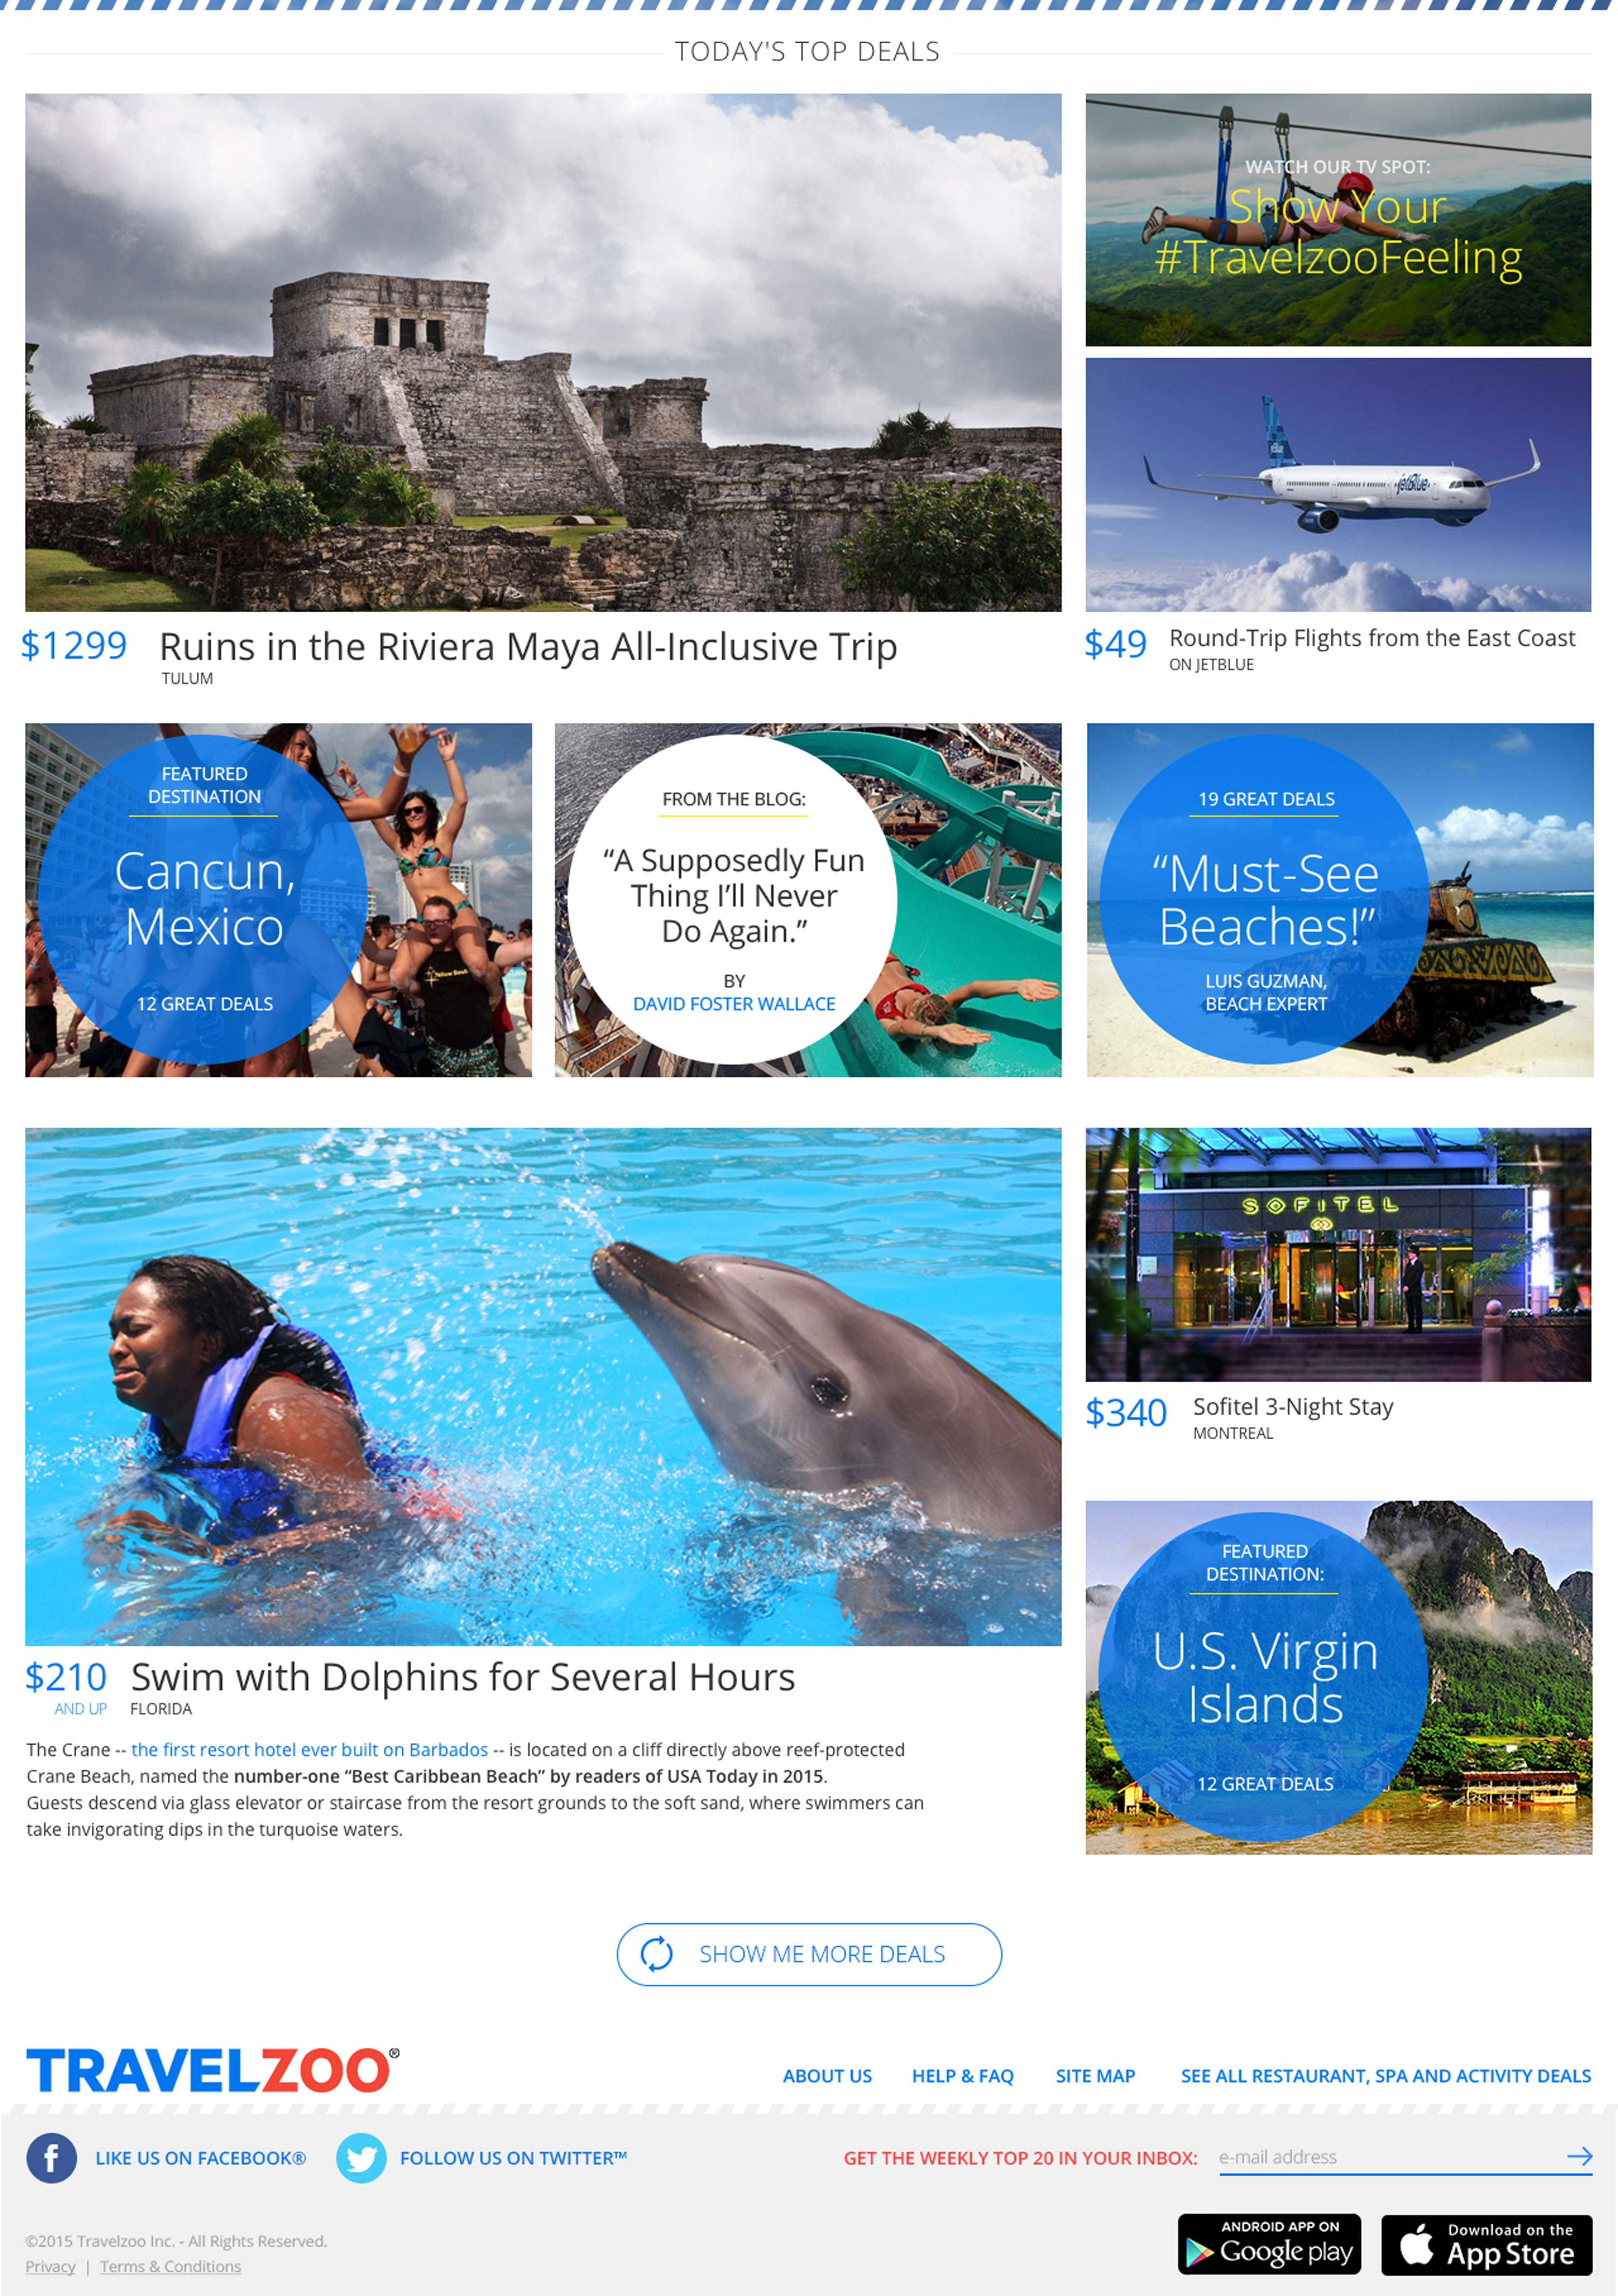 TODAY'S TOP DEALS
WATCH OUR TV SPOT:
Show Your
#TravelzooFeeling
jetBlue
$1299 Ruins in the Riviera Maya All-Inclusive Trip
TULUM
$49 Round-Trip Flights from the East Coast
ON JETBLUE
FEATURED
DESTINATION
Cancun,
Mexico
12 GREAT DEALS
FROM THE BLOG:
“A Supposedly Fun
Thing I’ll Never
Do Again.”
BY
DAVID FOSTER WALLACE
19 GREAT DEALS
“Must-See
Beaches!”
LUIS GUZMAN,
BEACH EXPERT
SOFITEL
$340 Sofitel 3-Night Stay
MONTREAL
$210 Swim with Dolphins for Several Hours
AND UP FLORIDA
The Crane -- the first resort hotel ever built on Barbados -- is located on a cliff directly above reef-protected
Crane Beach, named the number-one “Best Caribbean Beach” by readers of USA Today in 2015.
Guests descend via glass elevator or staircase from the resort grounds to the soft sand, where swimmers can
take invigorating dips in the turquoise waters.
FEATURED
DESTINATION:
U.S. Virgin
Islands
12 GREAT DEALS
SHOW ME MORE DEALS
TRAVELZOO®
ABOUT US HELP & FAQ SITE MAP SEE ALL RESTAURANT, SPA AND ACTIVITY DEALS
f LIKE US ON FACEBOOK® FOLLOW US ON TWITTER™ GET THE WEEKLY TOP 20 IN YOUR INBOX: e-mail address
©2015 Travelzoo Inc. - All Rights Reserved.
Privacy | Terms & Conditions
ANDROID APP ON
Google play
Download on the
App Store